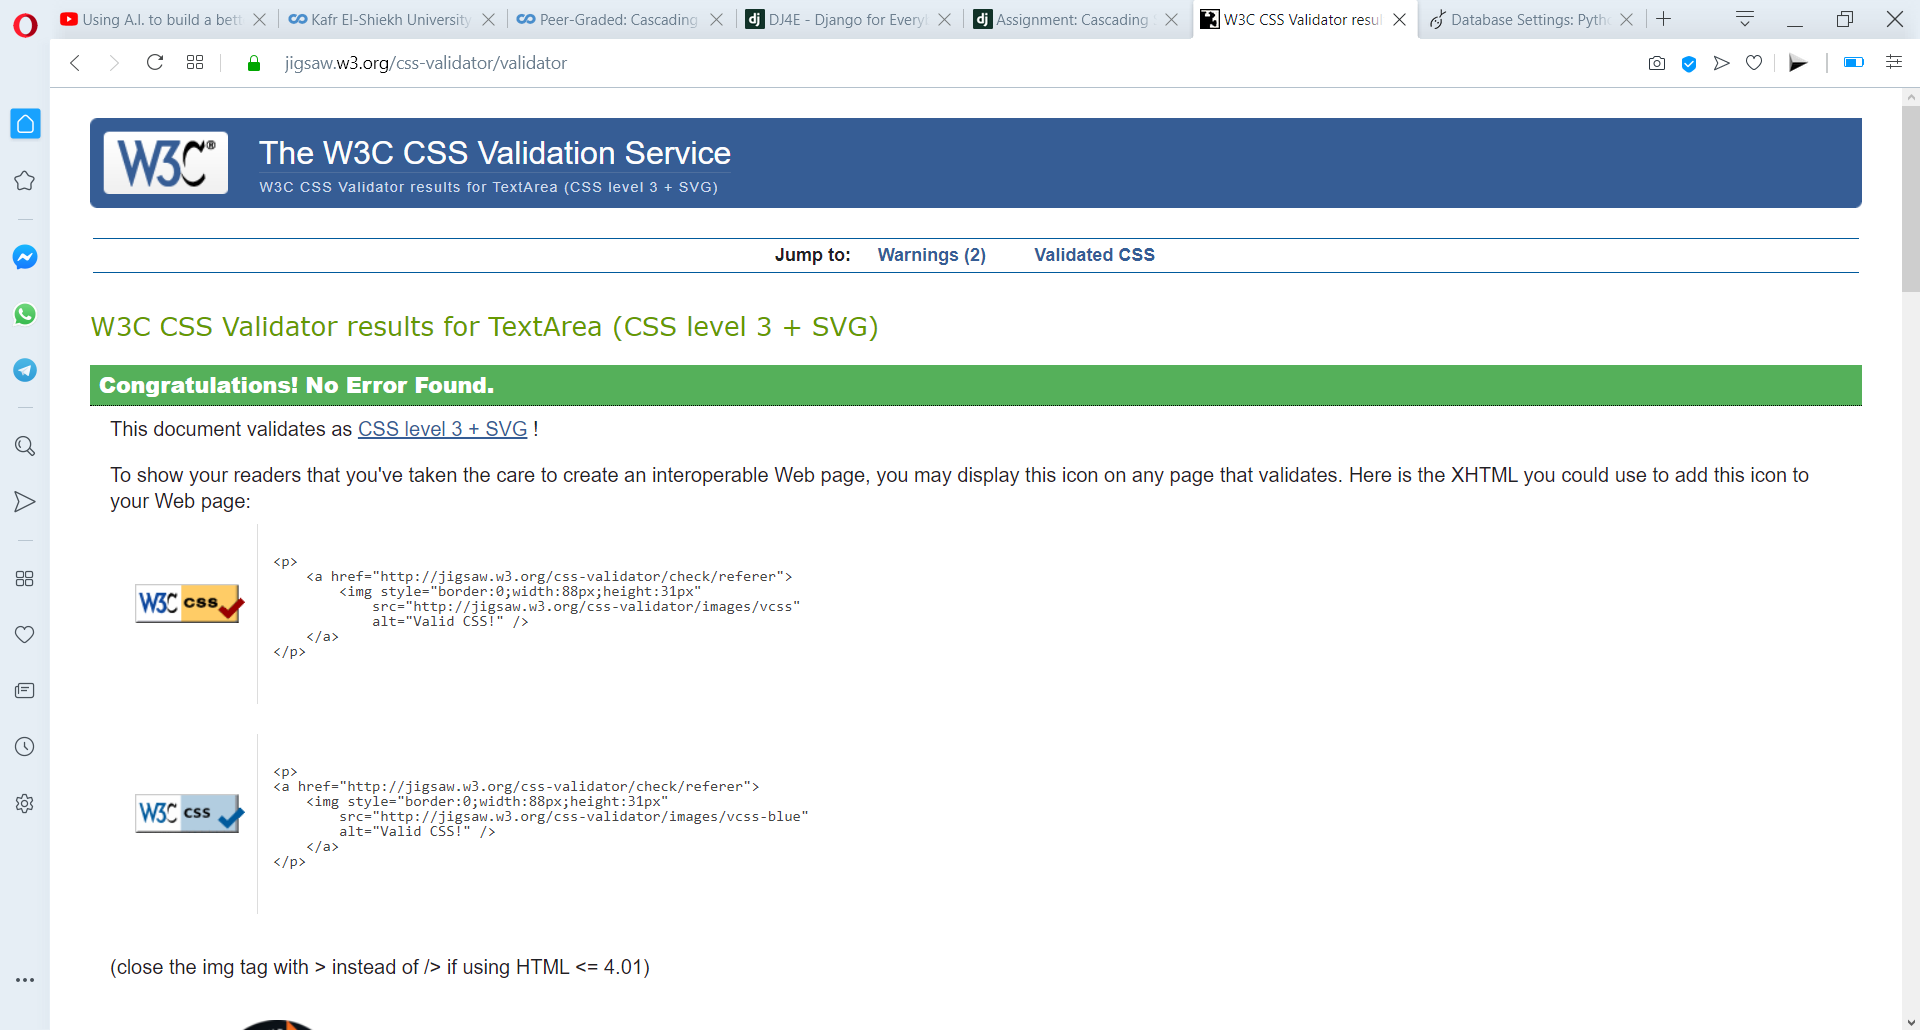 Using A.I. to build a bett
Kafr El-Shiekh University
Peer-Graded: Cascading
DJ4E - Django for Every
Assignment: Cascading S
W3C CSS Validator resul
Database Settings: Pytho
jigsaw.w3.org/css-validator/validator
W3C®
The W3C CSS Validation Service
W3C CSS Validator results for TextArea (CSS level 3 + SVG)
Jump to: Warnings (2) Validated CSS
W3C CSS Validator results for TextArea (CSS level 3 + SVG)
Congratulations! No Error Found.
This document validates as CSS level 3 + SVG !
To show your readers that you've taken the care to create an interoperable Web page, you may display this icon on any page that validates. Here is the XHTML you could use to add this icon to
your Web page:
W3C css
<p>
<a href="http://jigsaw.w3.org/css-validator/check/referer">
<img style="border:0;width:88px;height:31px"
src="http://jigsaw.w3.org/css-validator/images/vcss"
alt="Valid CSS!" />
</a>
</p>
W3C css
<p>
<a href="http://jigsaw.w3.org/css-validator/check/referer">
<img style="border:0;width:88px;height:31px"
src="http://jigsaw.w3.org/css-validator/images/vcss-blue"
alt="Valid CSS!" />
</a>
</p>
(close the img tag with > instead of /> if using HTML <= 4.01)